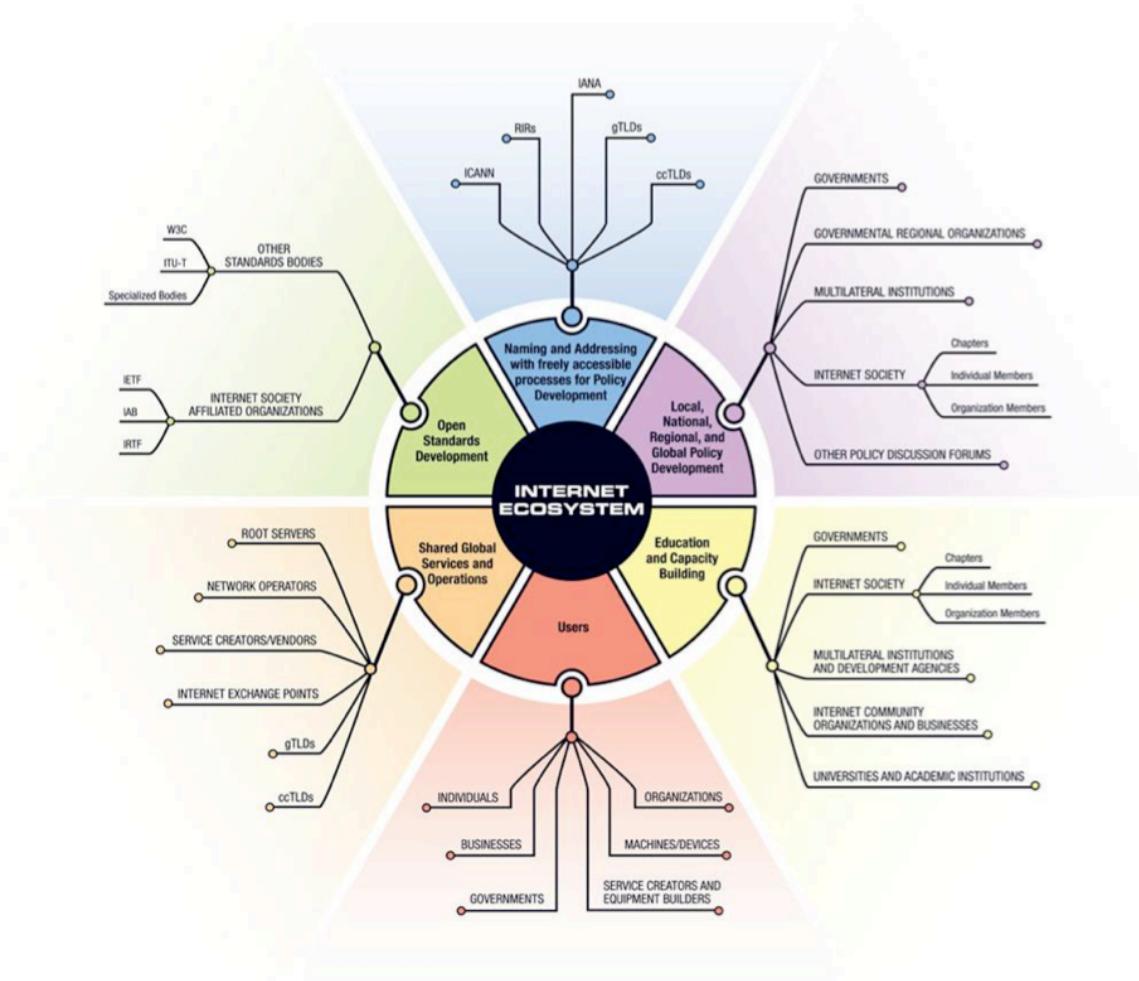 IANA
RIRs
gTLDs
ICANN
ccTLDs
Naming and Addressing
with freely accessible
processes for Policy
Development
GOVERNMENTS
GOVERNMENTAL REGIONAL ORGANIZATIONS
MULTILATERAL INSTITUTIONS
INTERNET SOCIETY
Chapters
Individual Members
Organization Members
OTHER POLICY DISCUSSION FORUMS
Local,
National,
Regional, and
Global Policy
Development
W3C
ITU-T
Specialized Bodies
OTHER
STANDARDS BODIES
IETF
IAB
IRTF
INTERNET SOCIETY
AFFILIATED ORGANIZATIONS
Open
Standards
Development
INTERNET
ECOSYSTEM
ROOT SERVERS
NETWORK OPERATORS
SERVICE CREATORS/VENDORS
INTERNET EXCHANGE POINTS
gTLDs
ccTLDs
Shared Global
Services and
Operations
Education
and Capacity
Building
GOVERNMENTS
INTERNET SOCIETY
Chapters
Individual Members
Organization Members
MULTILATERAL INSTITUTIONS
AND DEVELOPMENT AGENCIES
INTERNET COMMUNITY
ORGANIZATIONS AND BUSINESSES
UNIVERSITIES AND ACADEMIC INSTITUTIONS
Users
INDIVIDUALS
BUSINESSES
GOVERNMENTS
ORGANIZATIONS
MACHINES/DEVICES
SERVICE CREATORS AND
EQUIPMENT BUILDERS